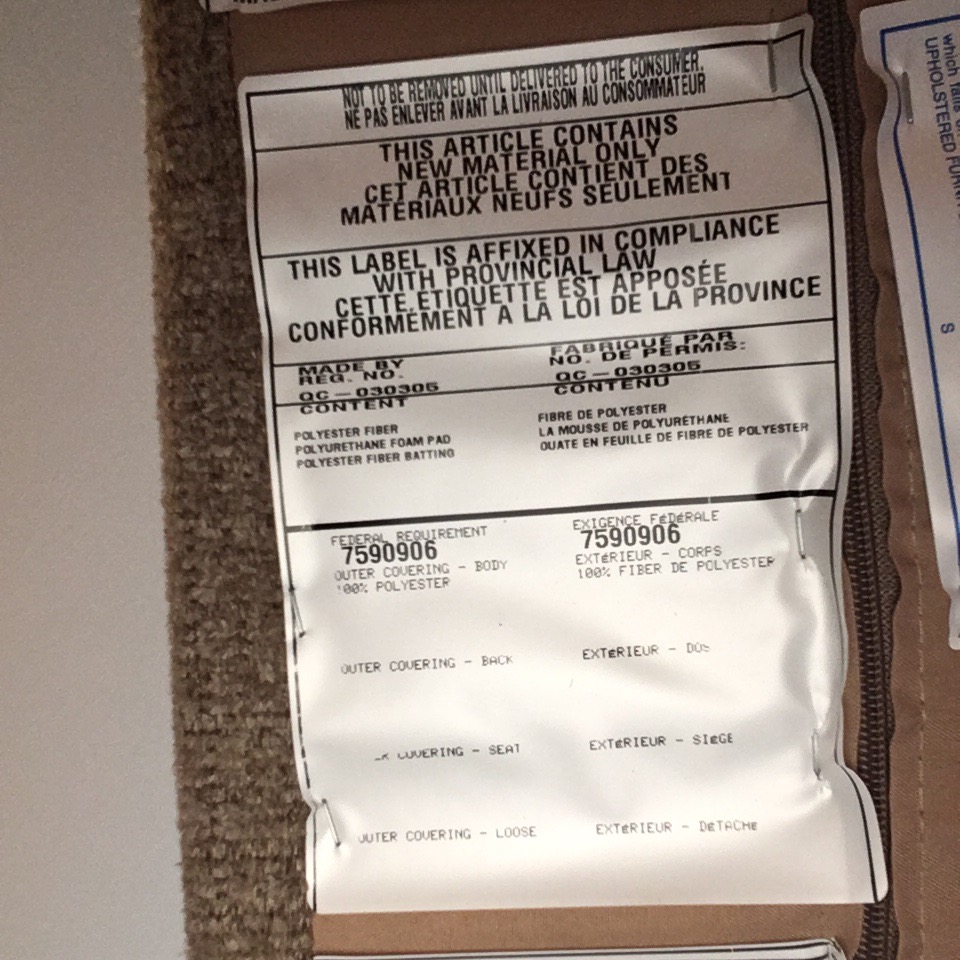 NOT TO BE REMOVED UNTIL DELIVERED TO THE CONSUMER.
NE PAS ENLEVER AVANT LA LIVRAISON AU CONSOMMATEUR
THIS ARTICLE CONTAINS
NEW MATERIAL ONLY
CET ARTICLE CONTIENT DES
MATÉRIAUX NEUFS SEULEMENT
THIS LABEL IS AFFIXED IN COMPLIANCE
WITH PROVINCIAL LAW
CETTE ÉTIQUETTE EST APPOSÉE
CONFORMÉMENT A LA LOI DE LA PROVINCE
MADE BY
REG. NO.
QC - 030305
CONTENT
FABRIQUÉ PAR
NO. DE PERMIS:
QC - 030305
CONTENU
POLYESTER FIBER
POLYURETHANE FOAM PAD
POLYESTER FIBER BATTING
FIBRE DE POLYESTER
LA MOUSSE DE POLYURÉTHANE
OUATE EN FEUILLE DE FIBRE DE POLYESTER
FEDERAL REQUIREMENT
7590906
OUTER COVERING - BODY
100% POLYESTER
EXIGENCE FéDéRALE
7590906
EXTéRIEUR - CORPS
100% FIBER DE POLYESTER
OUTER COVERING - BACK
EXTéRIEUR - DOS
COVERING - SEAT
EXTéRIEUR - SIéGE
OUTER COVERING - LOOSE
EXTéRIEUR - DéTACHé
which
UPHOLSTERED
S